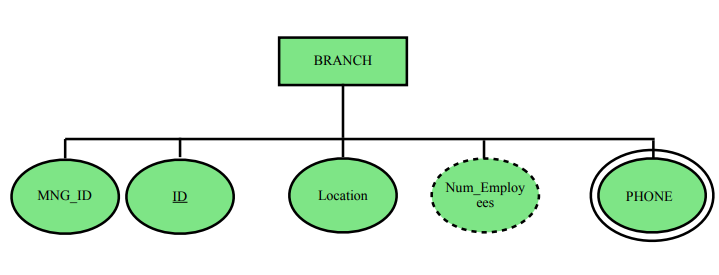 BRANCH
MNG_ID
ID
Location
Num_Employ
ees
PHONE